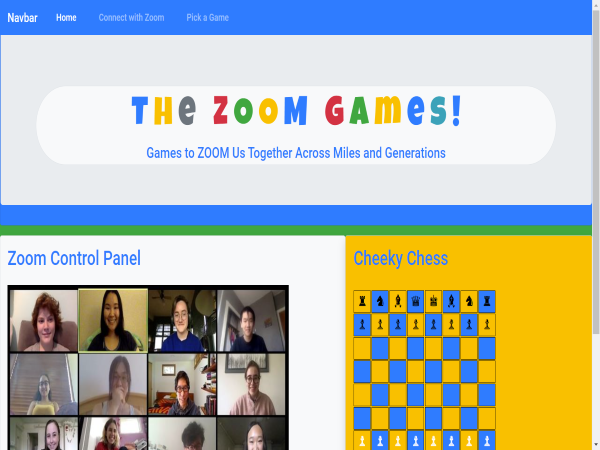 Navbar Home Connect with Zoom Pick a Game
THe ZooM GAmeS!
Games to ZOOM Us Together Across Miles and Generations
Zoom Control Panel
Cheeky Chess